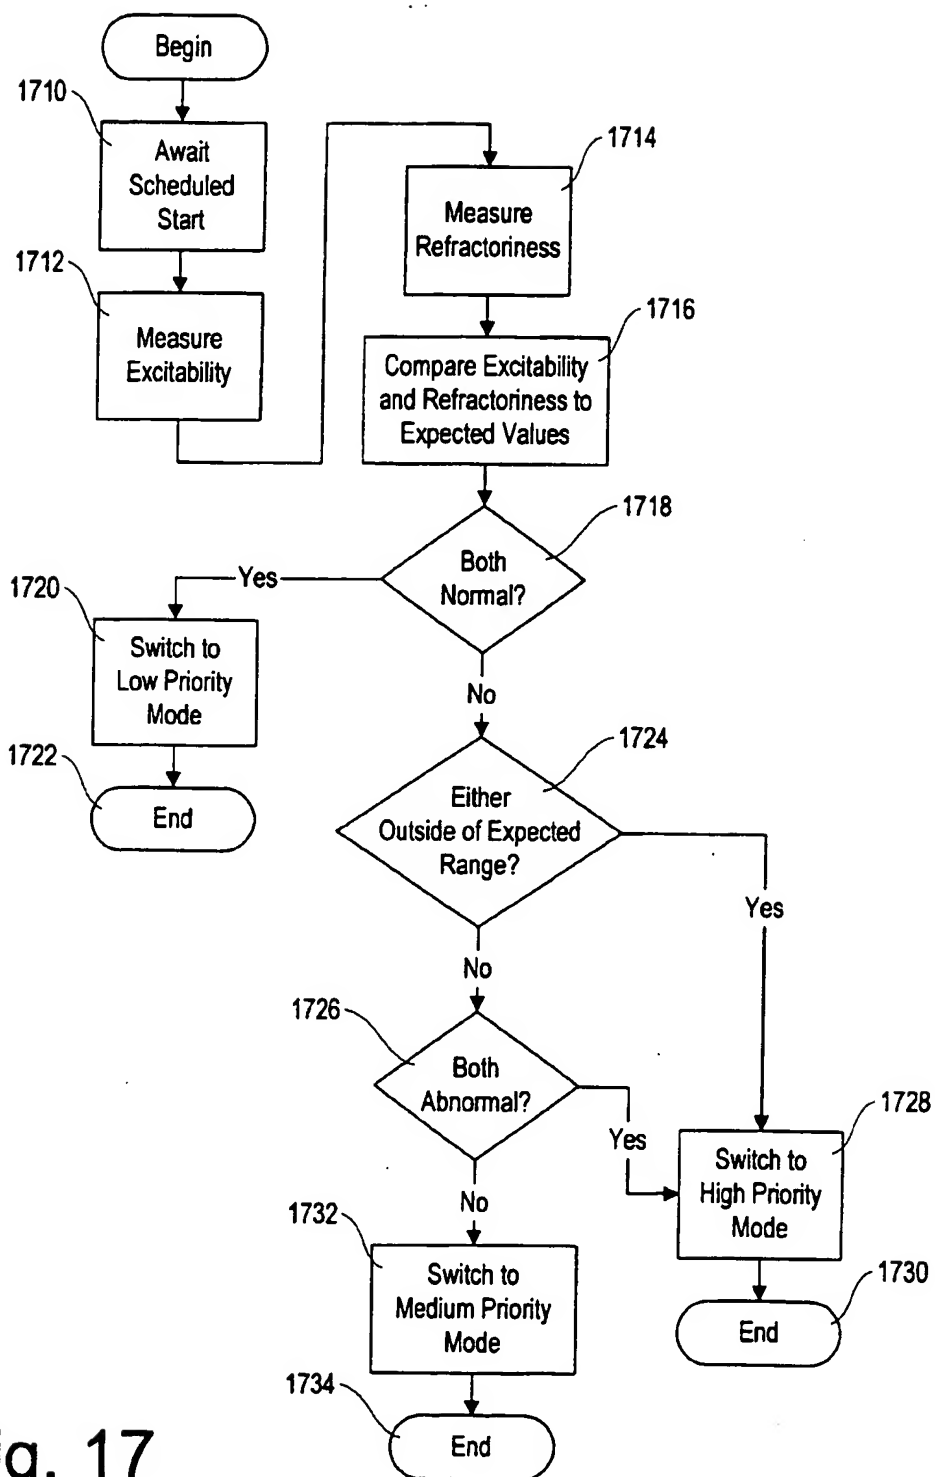 Begin
1710
Await
Scheduled
Start
1712
Measure
Excitability
1714
Measure
Refractoriness
1716
Compare Excitability
and Refractoriness to
Expected Values
1718
Both
Normal?
Yes
1720
Switch to
Low Priority
Mode
1722
End
No
1724
Either
Outside of Expected
Range?
Yes
No
1726
Both
Abnormal?
Yes
1728
Switch to
High Priority
Mode
1730
End
No
1732
Switch to
Medium Priority
Mode
1734
End
g. 17